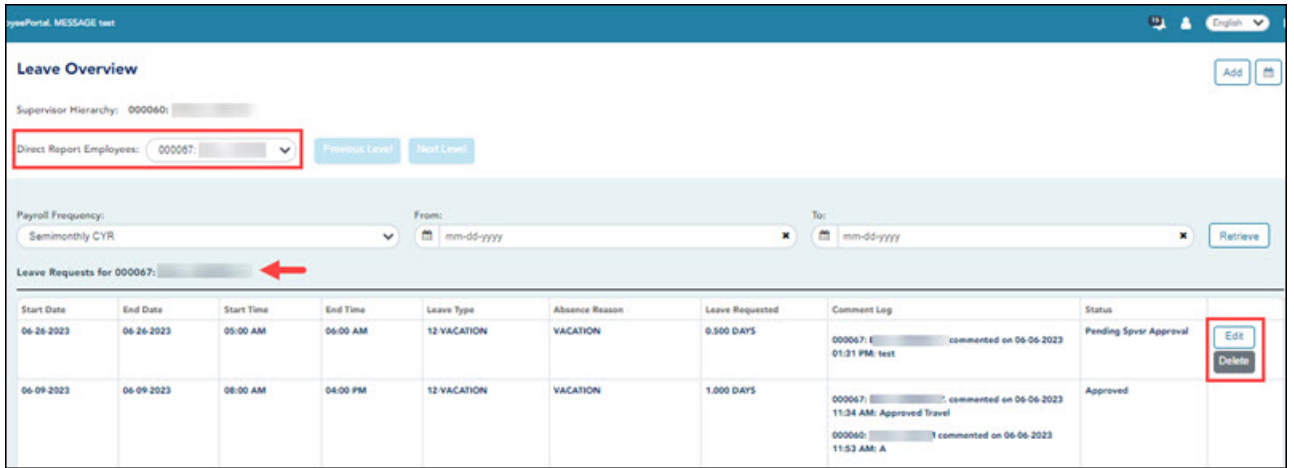 oyeePortal. MESSAGE test
15
English
Leave Overview
Add
Supervisor Hierarchy: 000060:
Direct Report Employees: 000067:
Previous Level Next Level
Payroll Frequency: From: To:
Semimonthly CYR mm-dd-yyyy mm-dd-yyyy Retrieve
Leave Requests for 000067:
Start Date End Date Start Time End Time Leave Type Absence Reason Leave Requested Comment Log Status
06-26-2023 06-26-2023 05:00 AM 06:00 AM 12-VACATION VACATION 0.500 DAYS Pending Spvsr Approval
000067: commented on 06-06-2023
01:31 PM: test
Edit
Delete
06-09-2023 06-09-2023 08:00 AM 04:00 PM 12-VACATION VACATION 1.000 DAYS Approved
000067: commented on 06-06-2023
11:34 AM: Approved Travel
000060: commented on 06-06-2023
11:53 AM: A